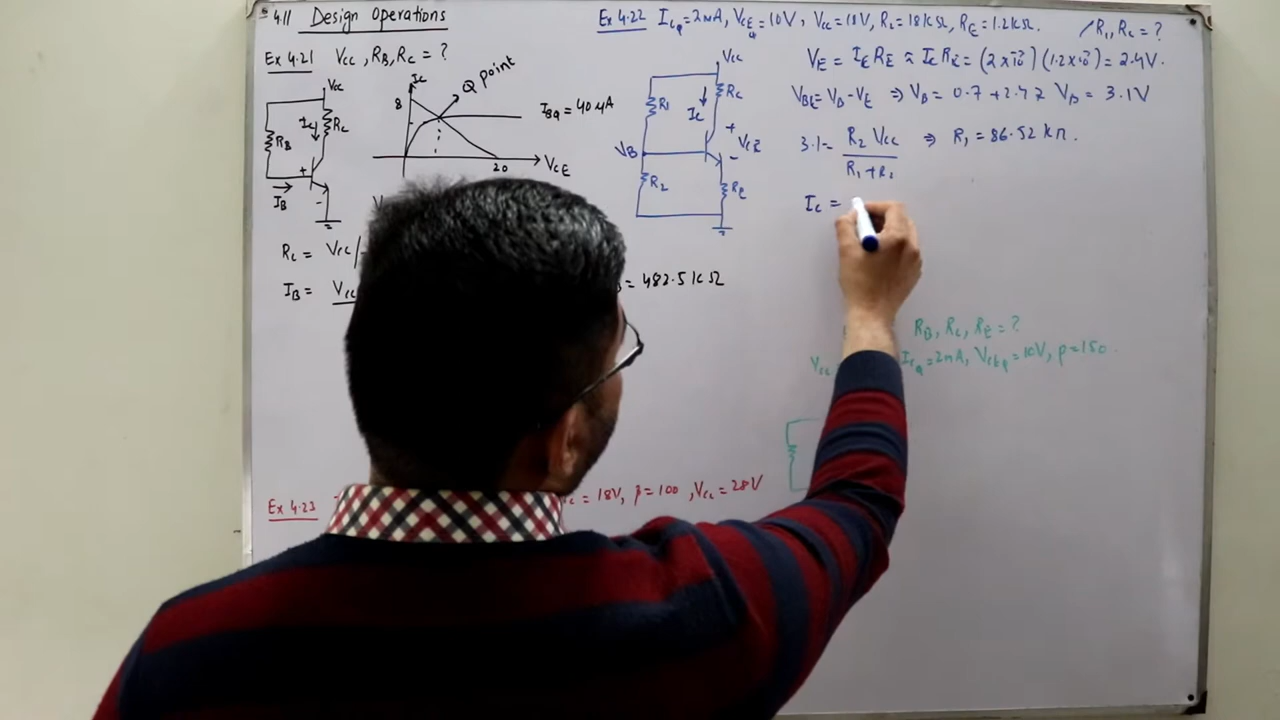 4.11 Design Operations
Ex 4.21 Vcc, RB, Rc = ?
Vcc
Ic
Rc
RB
+
-
IB
Ic
8
Q point
IBQ = 40 μA
20
VCE
Rc = Vcc/
IB = Vcc
= 482.5 kΩ
Ex 4.23
= 18V, β = 100, Vcc = 28V
Ex 4.22 ICQ = 2mA, VCEQ = 10V, Vcc = 18V, R2 = 18kΩ, RE = 1.2kΩ. R1, Rc = ?
Vcc
R1
Rc
Ic
+
VB
VCE
-
R2
RE
VE = IE RE ≈ Ic RE = (2×10⁻³)(1.2×10³) = 2.4V.
VBE = VB - VE ⇒ VB = 0.7 + 2.4 VB = 3.1V
3.1 = R2 Vcc / R1 + R2 ⇒ R1 = 86.52 kΩ.
Ic =
RB, Rc, RE = ?
Vcc
ICQ = 2mA, VCEQ = 10V, β = 150.